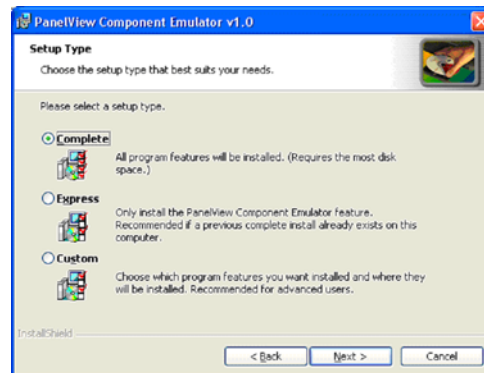 PanelView Component Emulator v1.0
Setup Type
Choose the setup type that best suits your needs.
Please select a setup type.
Complete
All program features will be installed. (Requires the most disk
space.)
Express
Only install the PanelView Component Emulator feature.
Recommended if a previous complete install already exists on this
computer.
Custom
Choose which program features you want installed and where they
will be installed. Recommended for advanced users.
InstallShield
< Back
Next >
Cancel